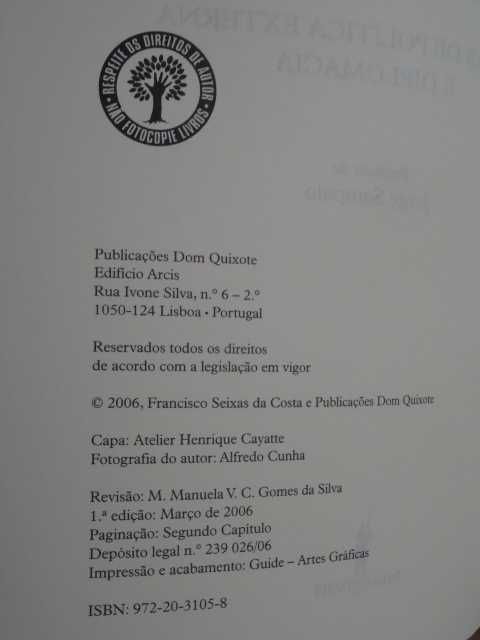 RESPEITE OS DIREITOS DE AUTOR
• NÃO FOTOCOPIE LIVROS •
Publicações Dom Quixote
Edifício Arcis
Rua Ivone Silva, n.º 6 – 2.º
1050-124 Lisboa • Portugal
Reservados todos os direitos
de acordo com a legislação em vigor
© 2006, Francisco Seixas da Costa e Publicações Dom Quixote
Capa: Atelier Henrique Cayatte
Fotografia do autor: Alfredo Cunha
Revisão: M. Manuela V. C. Gomes da Silva
1.ª edição: Março de 2006
Paginação: Segundo Capítulo
Depósito legal n.º 239 026/06
Impressão e acabamento: Guide – Artes Gráficas
ISBN: 972-20-3105-8